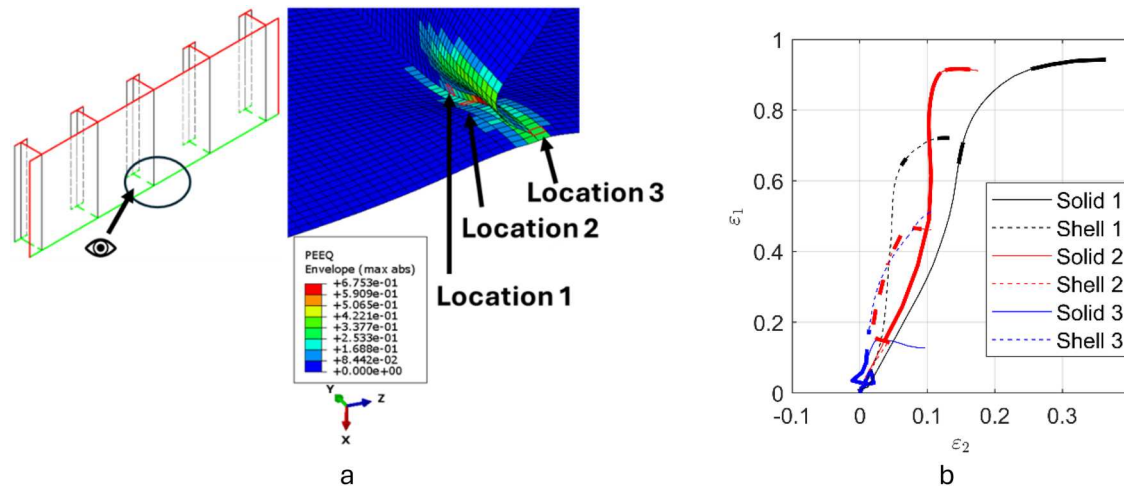 Location 3
Location 2
Location 1
PEEQ
Envelope (max abs)
+6.753e-01
+5.909e-01
+5.065e-01
+4.221e-01
+3.377e-01
+2.533e-01
+1.688e-01
+8.442e-02
+0.000e+00
Y
Z
X
a
1
0.8
0.6
0.4
0.2
0
ε₁
-0.1
0
0.1
0.2
0.3
ε₂
Solid 1
Shell 1
Solid 2
Shell 2
Solid 3
Shell 3
b